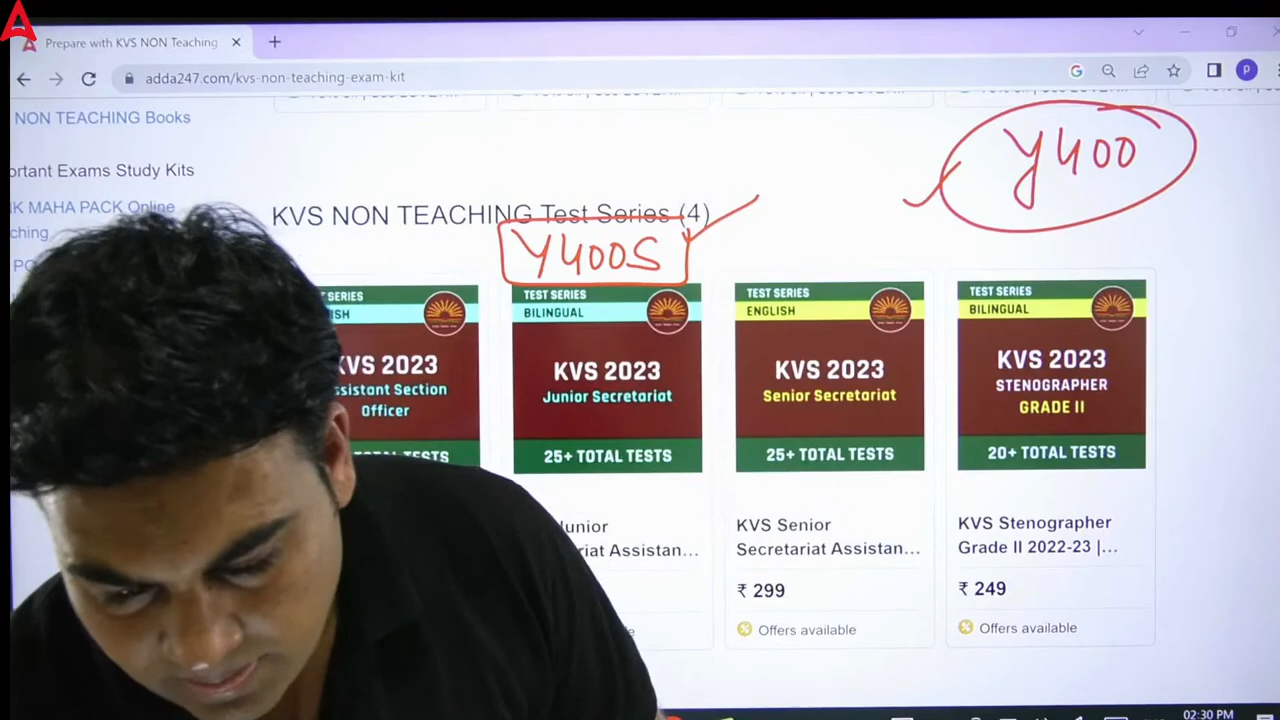 Prepare with KVS NON Teaching
adda247.com/kvs-non-teaching-exam-kit
P
NON TEACHING Books
ortant Exams Study Kits
K MAHA PACK Online
ching
Y400
KVS NON TEACHING Test Series (4)
Y400S
SERIES
ISH
KVS 2023
ssistant Section
Officer
TESTS
TEST SERIES
BILINGUAL
KVS 2023
Junior Secretariat
25+ TOTAL TESTS
TEST SERIES
ENGLISH
KVS 2023
Senior Secretariat
25+ TOTAL TESTS
TEST SERIES
BILINGUAL
KVS 2023
STENOGRAPHER
GRADE II
20+ TOTAL TESTS
Junior
riat Assistan...
KVS Senior
Secretariat Assistan...
₹ 299
Offers available
KVS Stenographer
Grade II 2022-23 |...
₹ 249
Offers available
02:30 PM